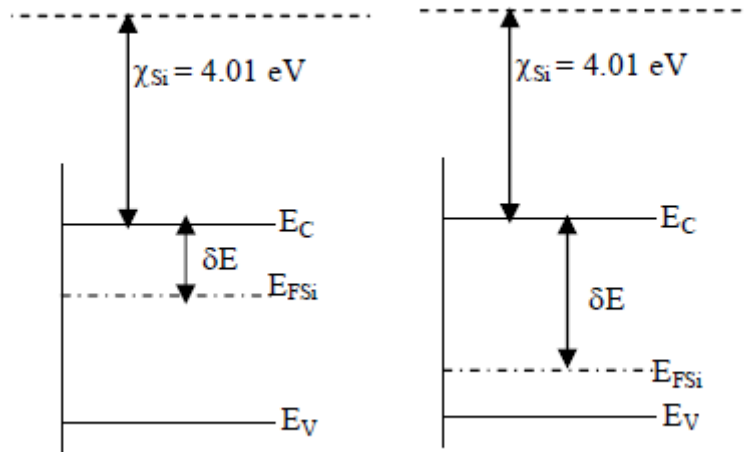 χSi = 4.01 eV
EC
δE
EFSi
EV
χSi = 4.01 eV
EC
δE
EFSi
EV